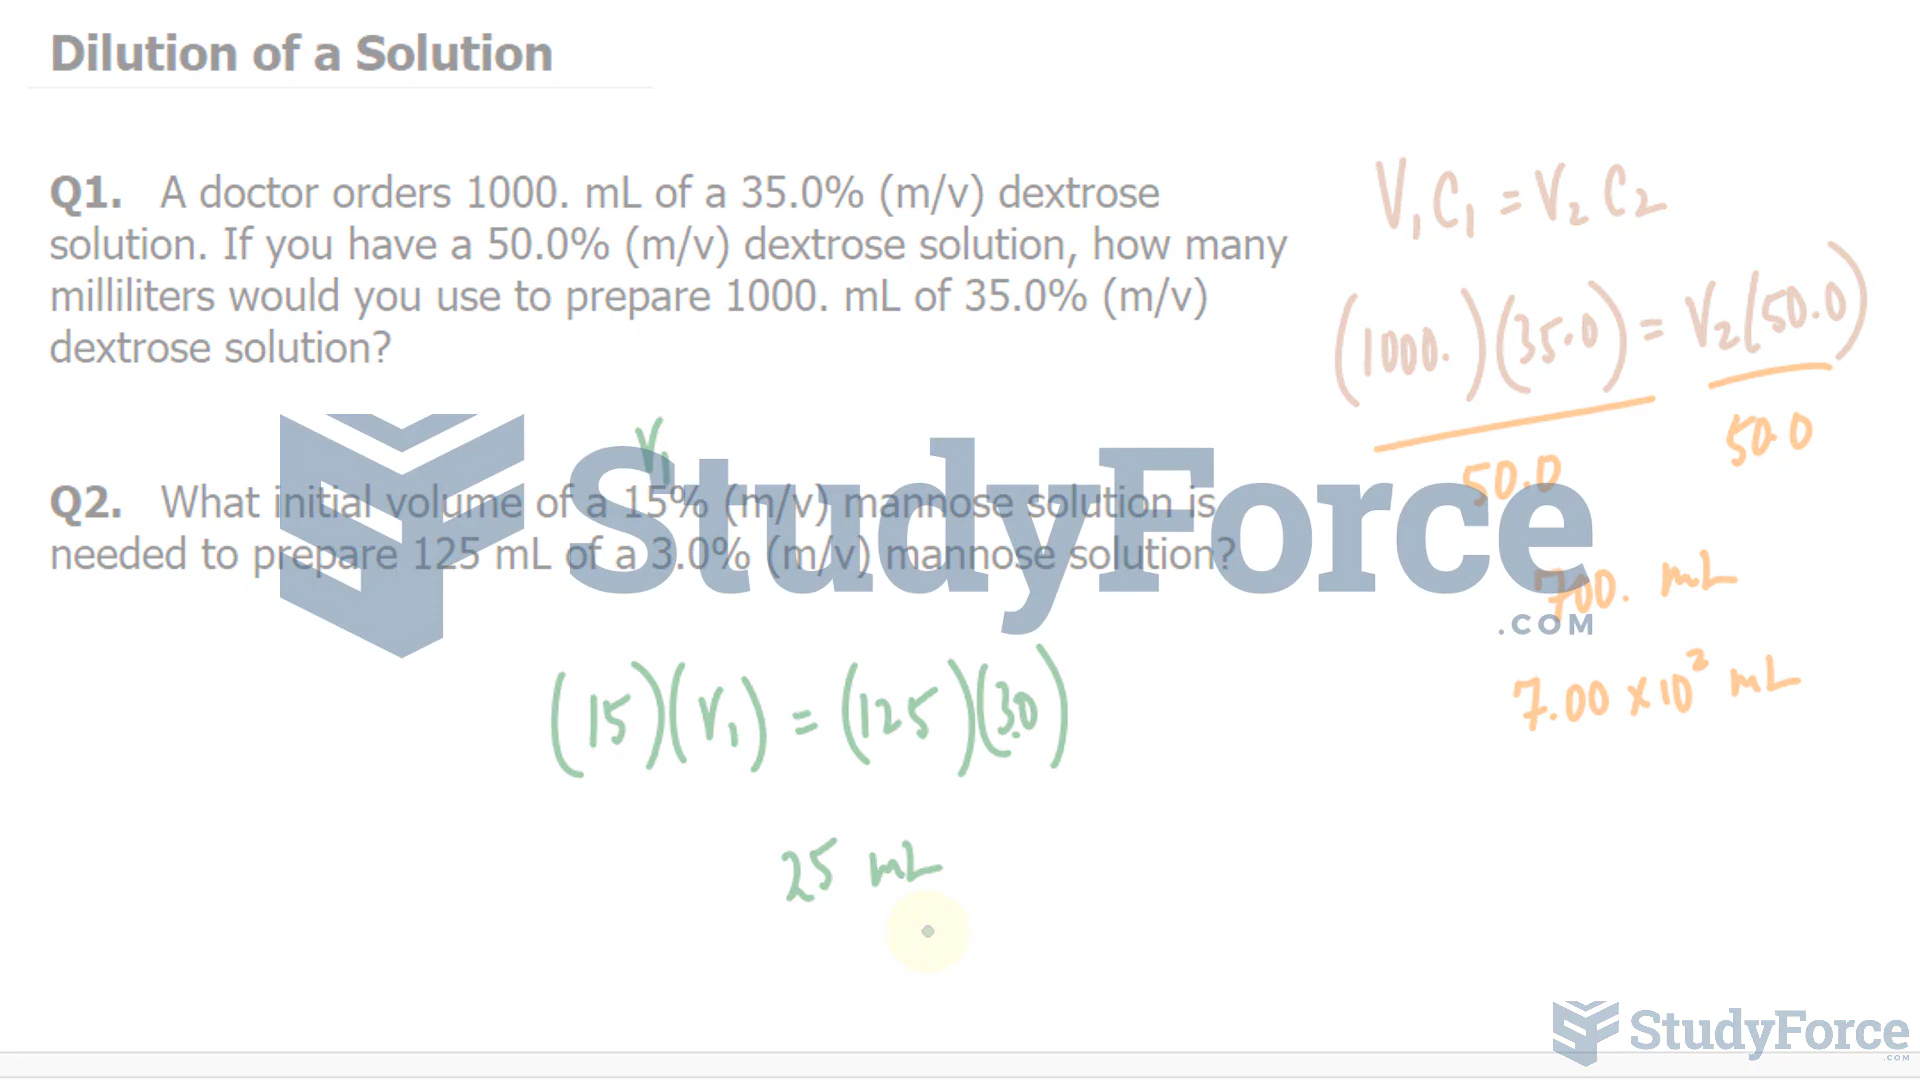 Dilution of a Solution
Q1. A doctor orders 1000. mL of a 35.0% (m/v) dextrose
solution. If you have a 50.0% (m/v) dextrose solution, how many
milliliters would you use to prepare 1000. mL of 35.0% (m/v)
dextrose solution?
V₁C₁ = V₂C₂
(1000.)(35.0) = V₂(50.0)
50.0 50.0
700. mL
7.00 × 10² mL
V₁
Q2. What initial volume of a 15% (m/v) mannose solution is
needed to prepare 125 mL of a 3.0% (m/v) mannose solution?
StudyForce
.COM
(15)(V₁) = (125)(3.0)
25 mL
StudyForce
.COM